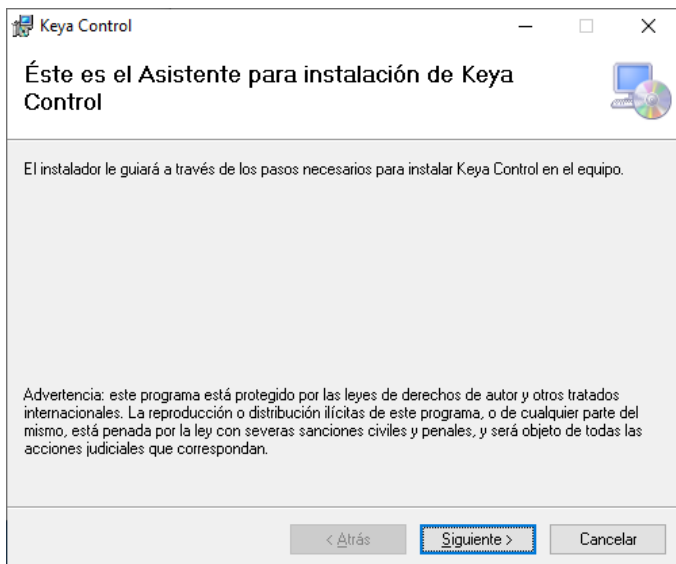 Keya Control
Éste es el Asistente para instalación de Keya
Control
El instalador le guiará a través de los pasos necesarios para instalar Keya Control en el equipo.
Advertencia: este programa está protegido por las leyes de derechos de autor y otros tratados
internacionales. La reproducción o distribución ilícitas de este programa, o de cualquier parte del
mismo, está penada por la ley con severas sanciones civiles y penales, y será objeto de todas las
acciones judiciales que correspondan.
< Atrás
Siguiente >
Cancelar